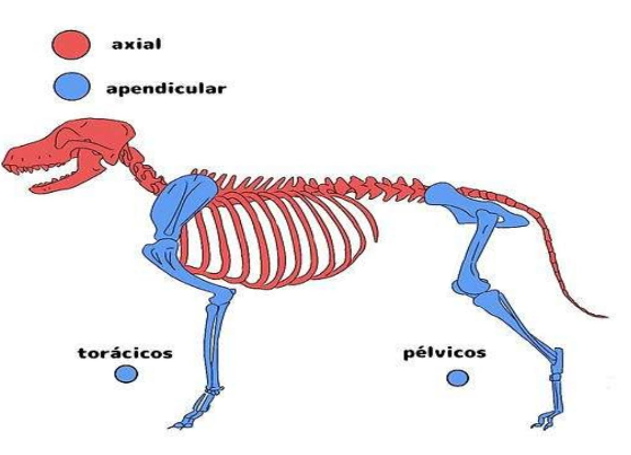 axial
apendicular
torácicos
pélvicos